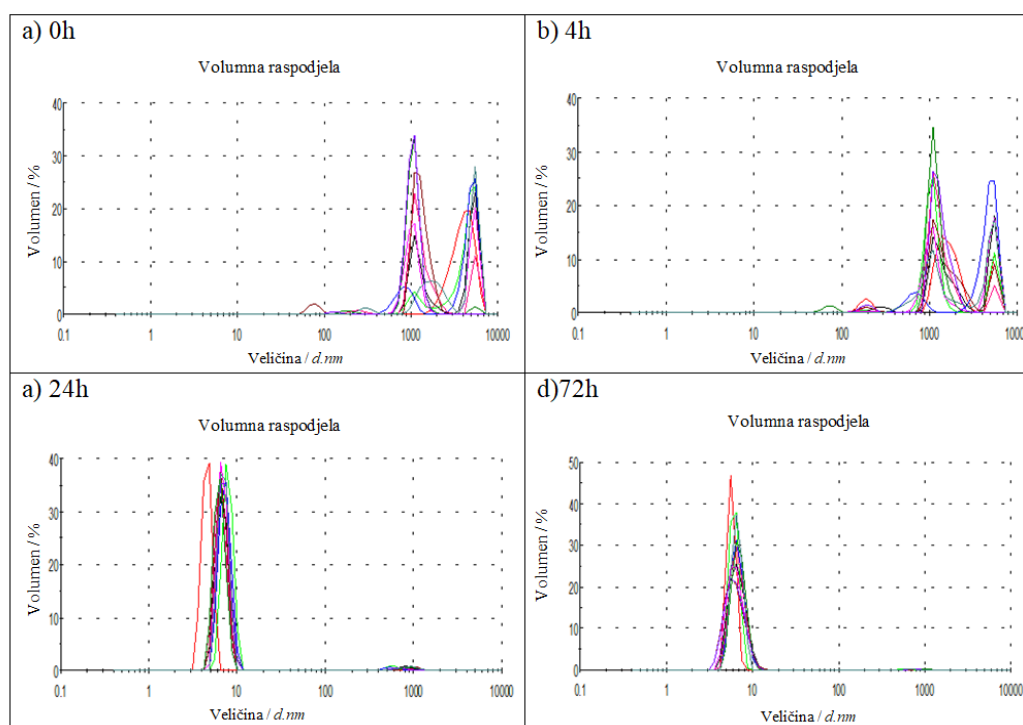 a) 0h
Volumna raspodjela
40
30
20
10
0
Volumen / %
0.1 1 10 100 1000 10000
Veličina / d.nm
b) 4h
Volumna raspodjela
40
30
20
10
0
Volumen / %
0.1 1 10 100 1000 10000
Veličina / d.nm
a) 24h
Volumna raspodjela
40
30
20
10
0
Volumen / %
0.1 1 10 100 1000 10000
Veličina / d.nm
d)72h
Volumna raspodjela
50
40
30
20
10
0
Volumen / %
0.1 1 10 100 1000 10000
Veličina / d.nm